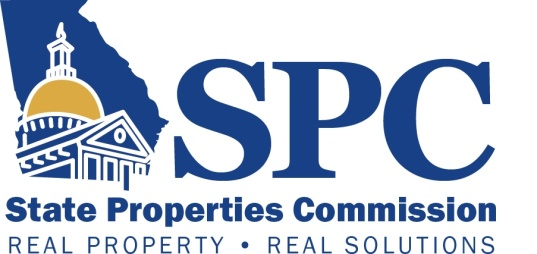 SPC
State Properties Commission
REAL PROPERTY • REAL SOLUTIONS